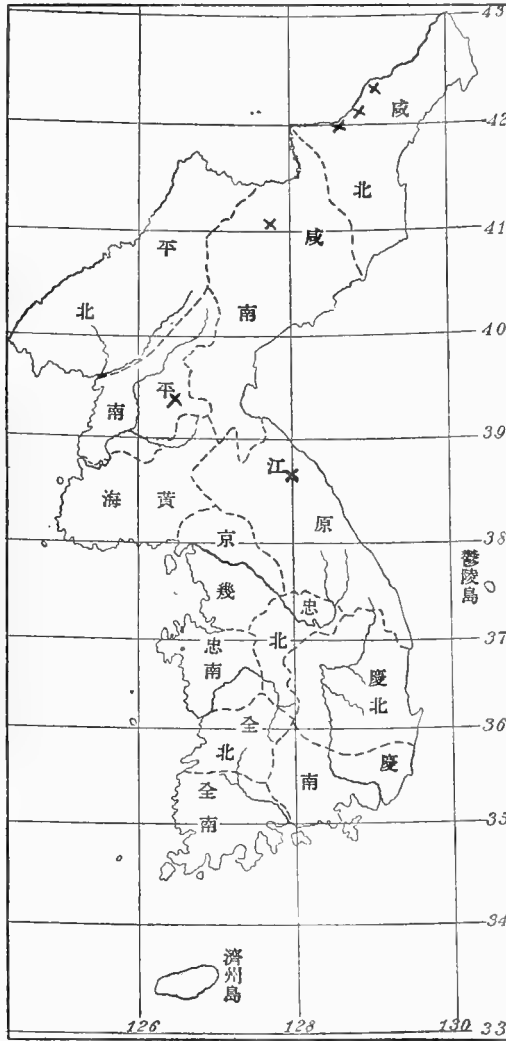 43
42
41
40
39
38
37
36
35
34
33
126
128
130
咸
北
咸
南
平
北
平
南
黃
海
江
原
京
畿
忠
北
忠
南
慶
北
慶
南
全
北
全
南
鬱陵島
濟州島